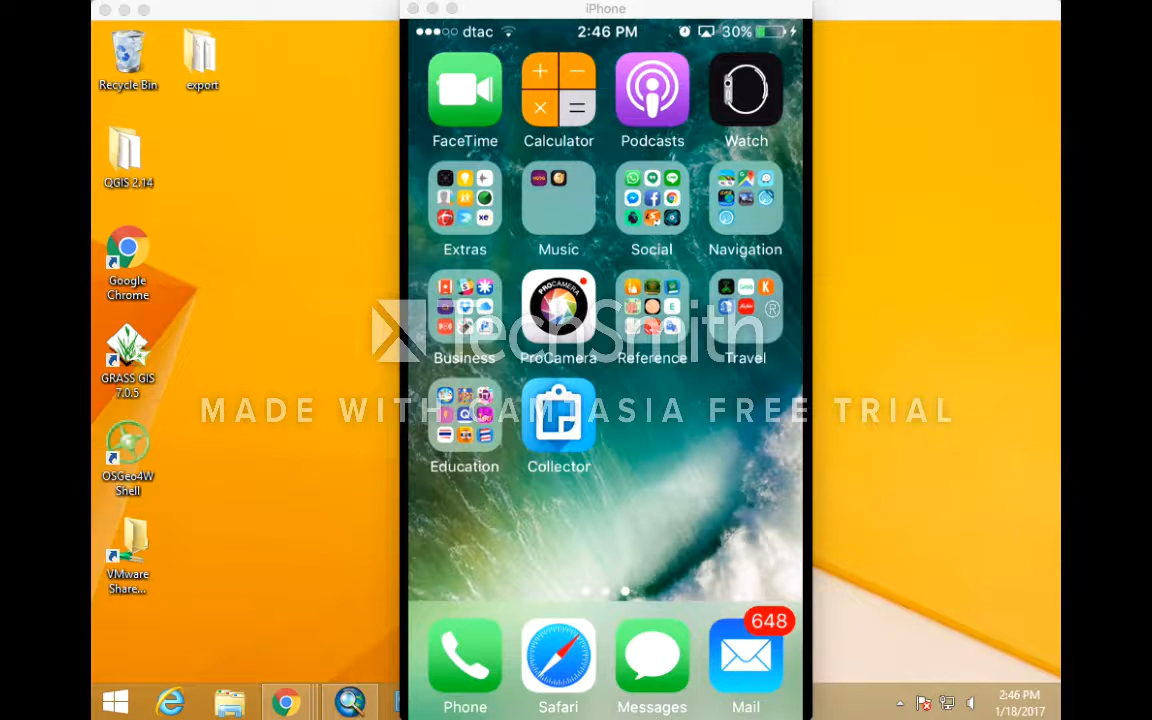 iPhone
dtac 2:46 PM 30%
Recycle Bin
export
QGIS 2.14
Google
Chrome
GRASS GIS
7.0.5
OSGeo4W
Shell
VMware
Share...
FaceTime Calculator Podcasts Watch
Extras Music Social Navigation
PROCAMERA
Business ProCamera Reference Travel
TechSmith®
MADE WITH CAMTASIA FREE TRIAL
Education Collector
648
Phone Safari Messages Mail
2:46 PM
1/18/2017